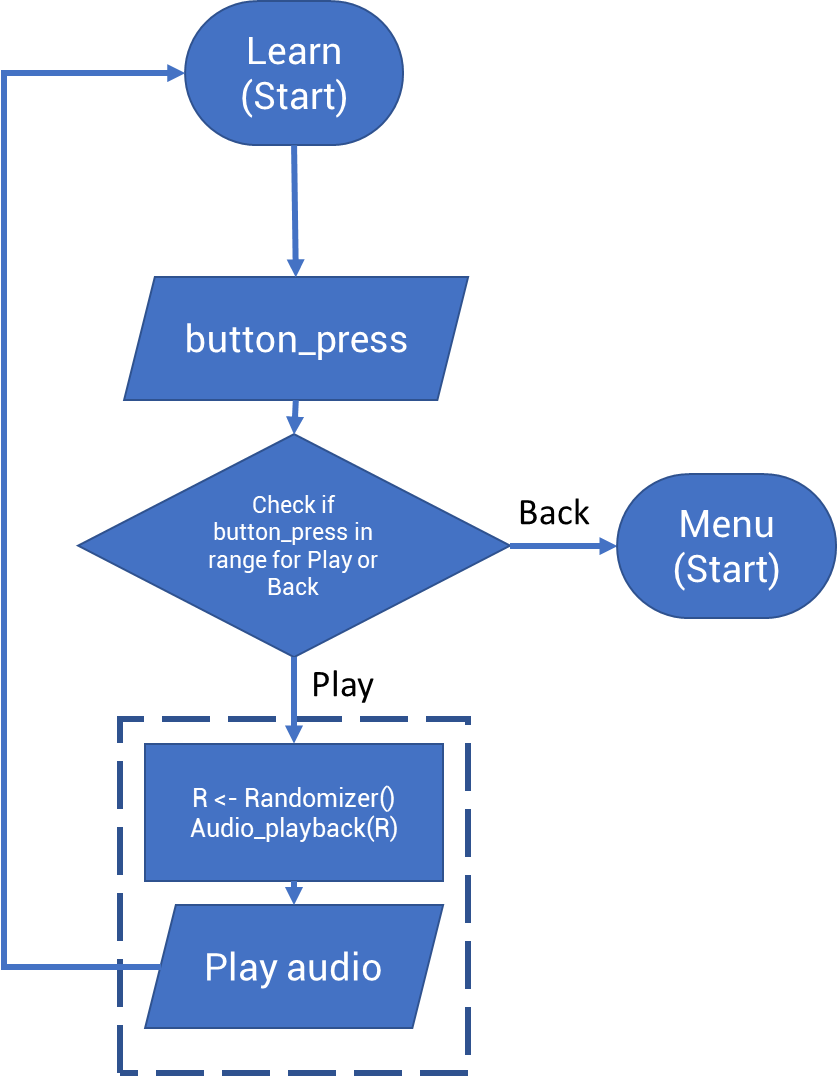 Learn
(Start)
button_press
Check if
button_press in
range for Play or
Back
Back
Menu
(Start)
Play
R <- Randomizer()
Audio_playback(R)
Play audio